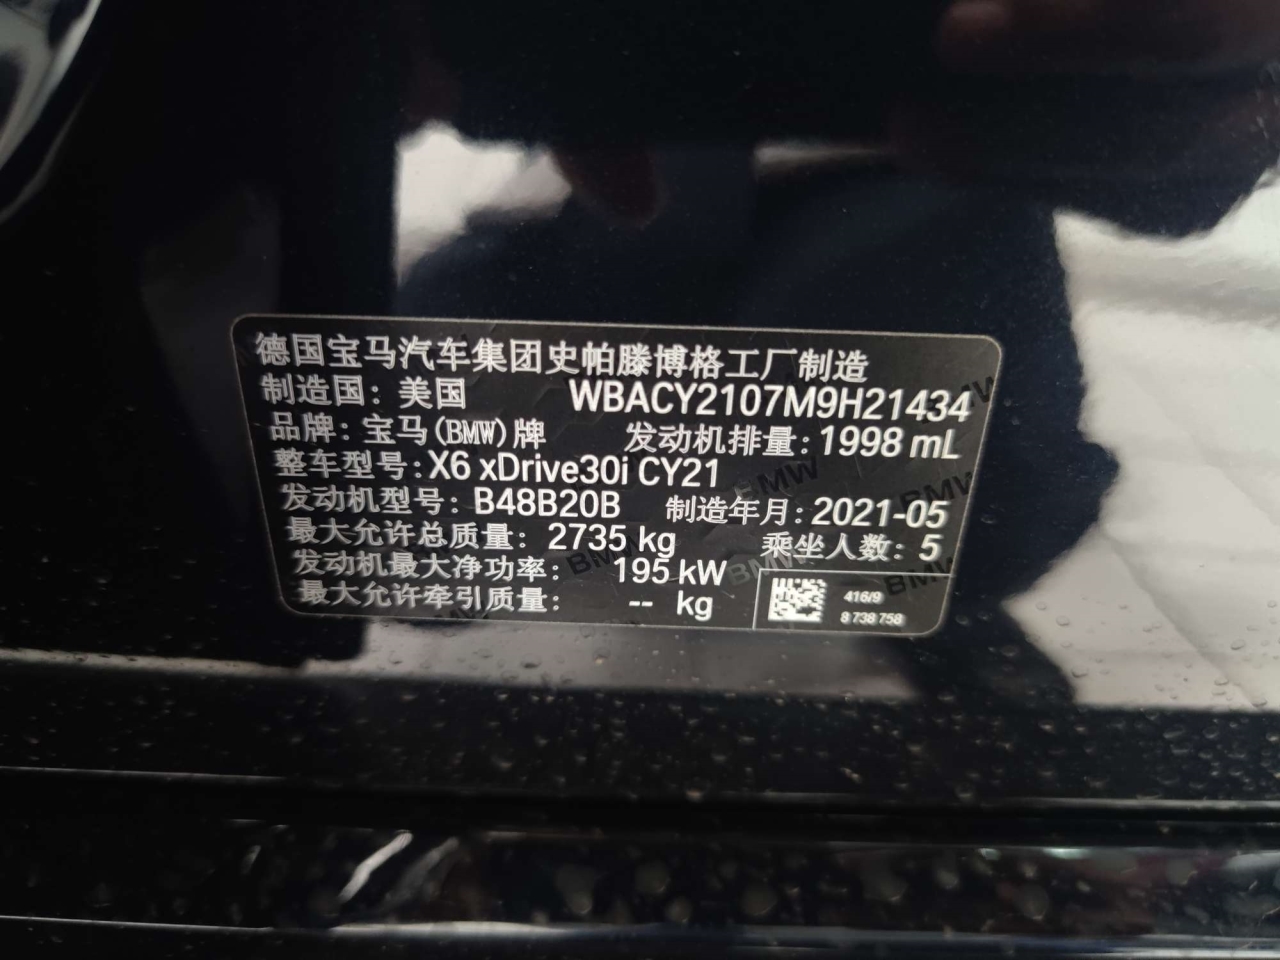 德国宝马汽车集团史帕滕博格工厂制造
制造国：美国 WBACY2107M9H21434
品牌：宝马(BMW)牌 发动机排量：1998 mL
整车型号：X6 xDrive30i CY21
发动机型号：B48B20B 制造年月：2021-05
最大允许总质量：2735 kg 乘坐人数：5
发动机最大净功率：195 kW
最大允许牵引质量：-- kg
416/9
8 738 758